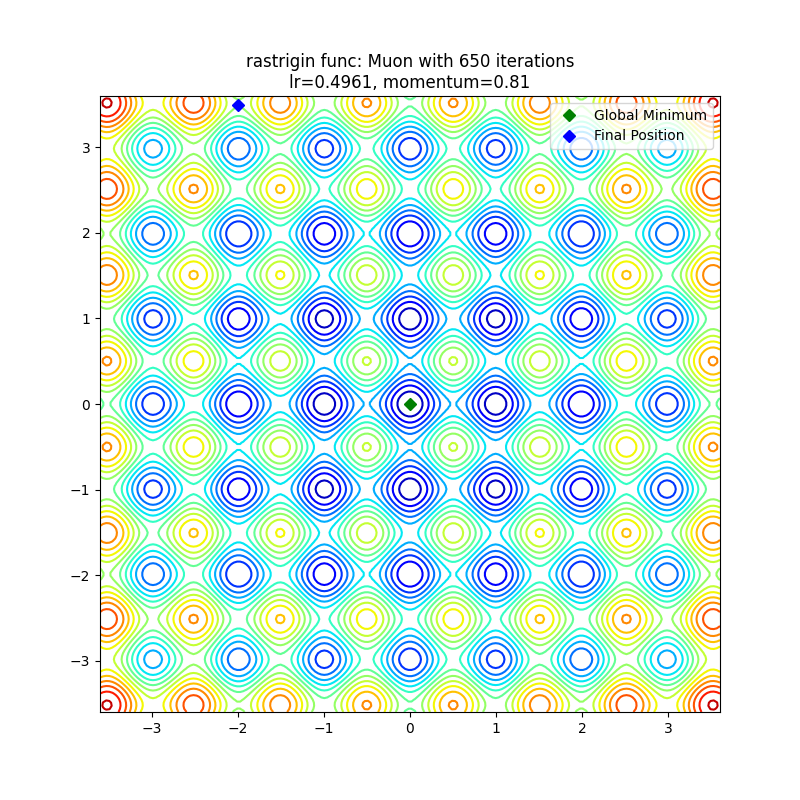 rastrigin func: Muon with 650 iterations
lr=0.4961, momentum=0.81
Global Minimum
Final Position
3
2
1
0
−1
−2
−3
−3 −2 −1 0 1 2 3